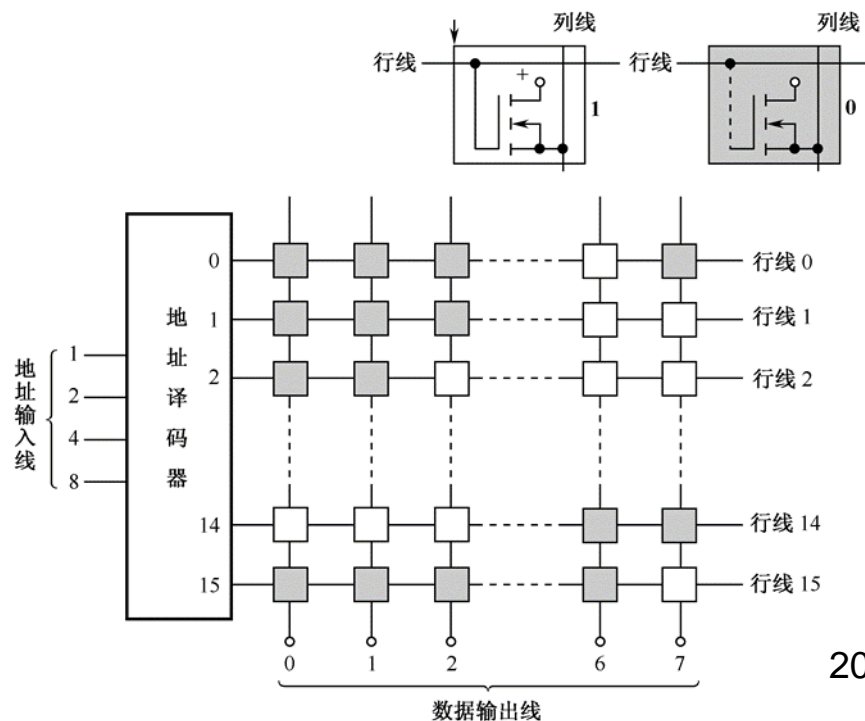 列线 列线
行线 行线
+
1 0
0 行线 0
地 1 行线 1
址 2 行线 2
译
码
器
地址输入线
1
2
4
8
14 行线 14
15 行线 15
0 1 2 6 7
数据输出线
20